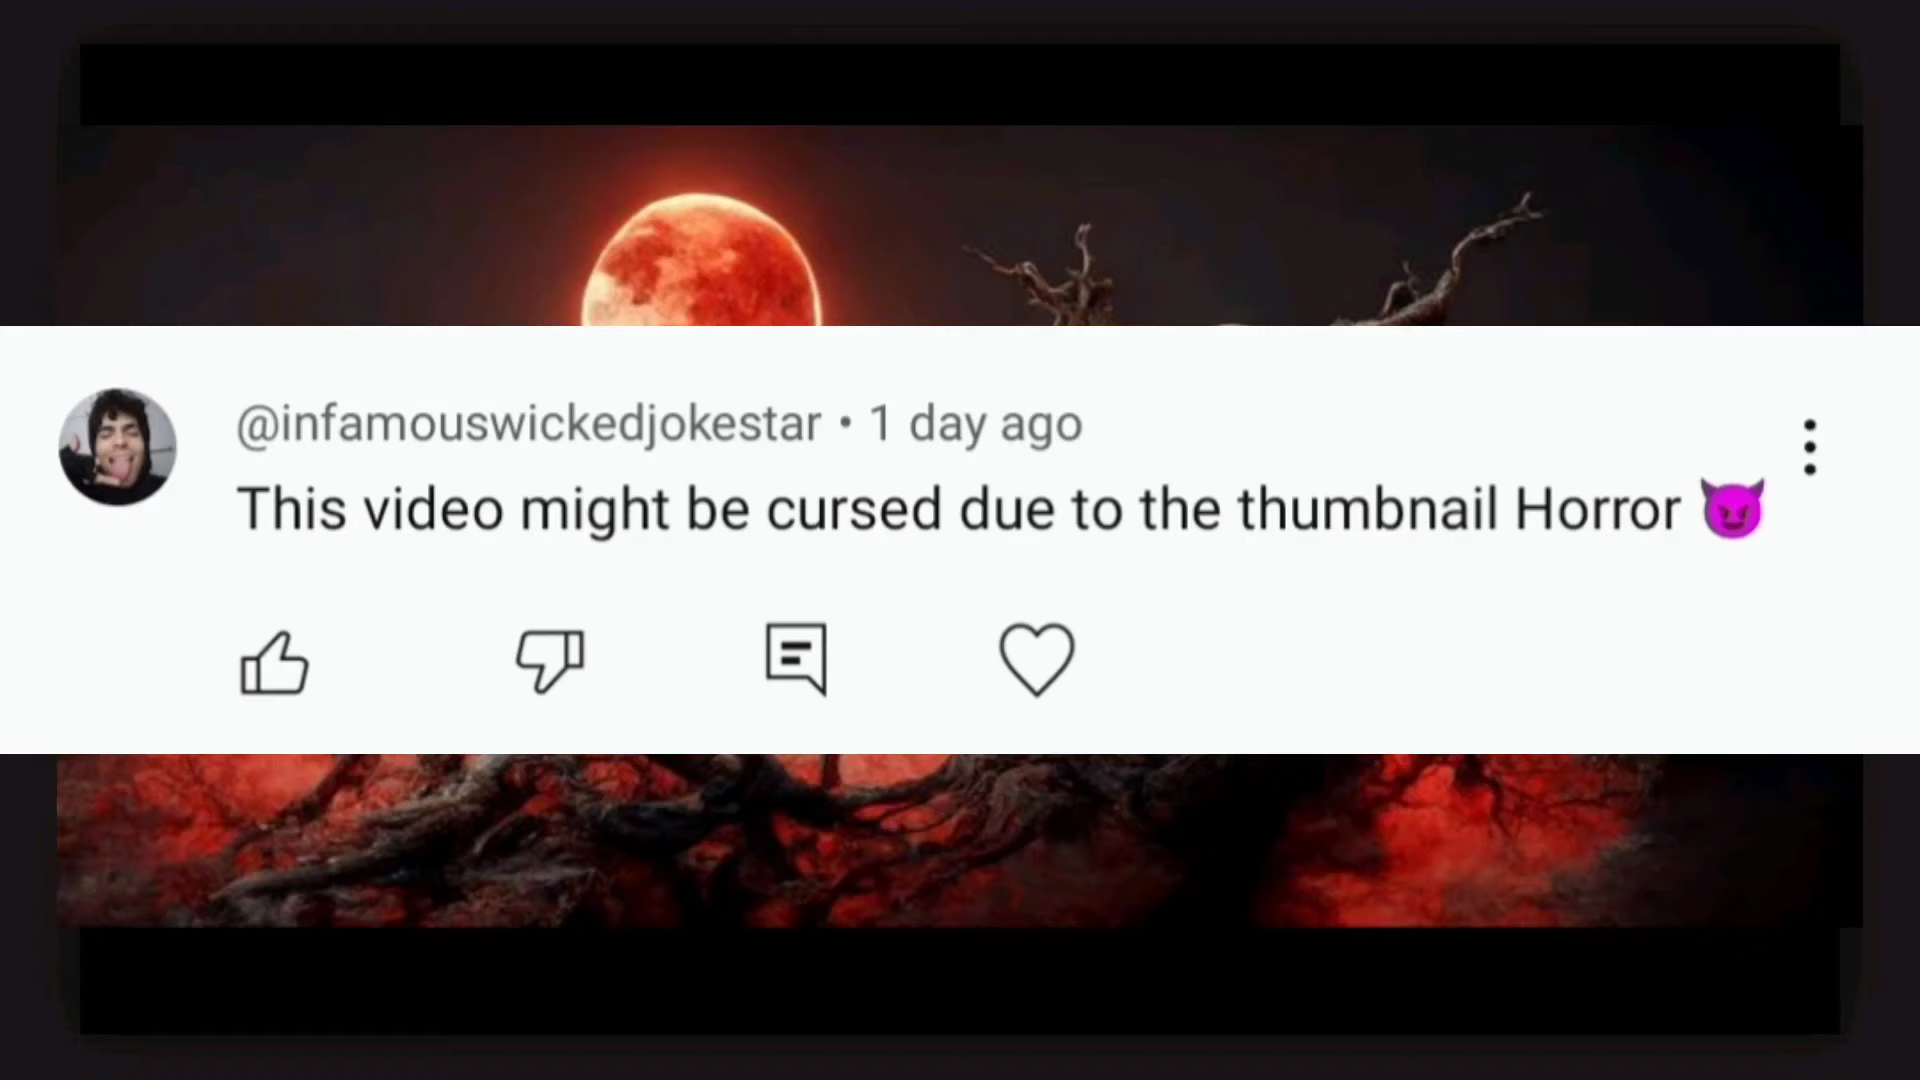 @infamouswickedjokestar • 1 day ago
This video might be cursed due to the thumbnail Horror 😈